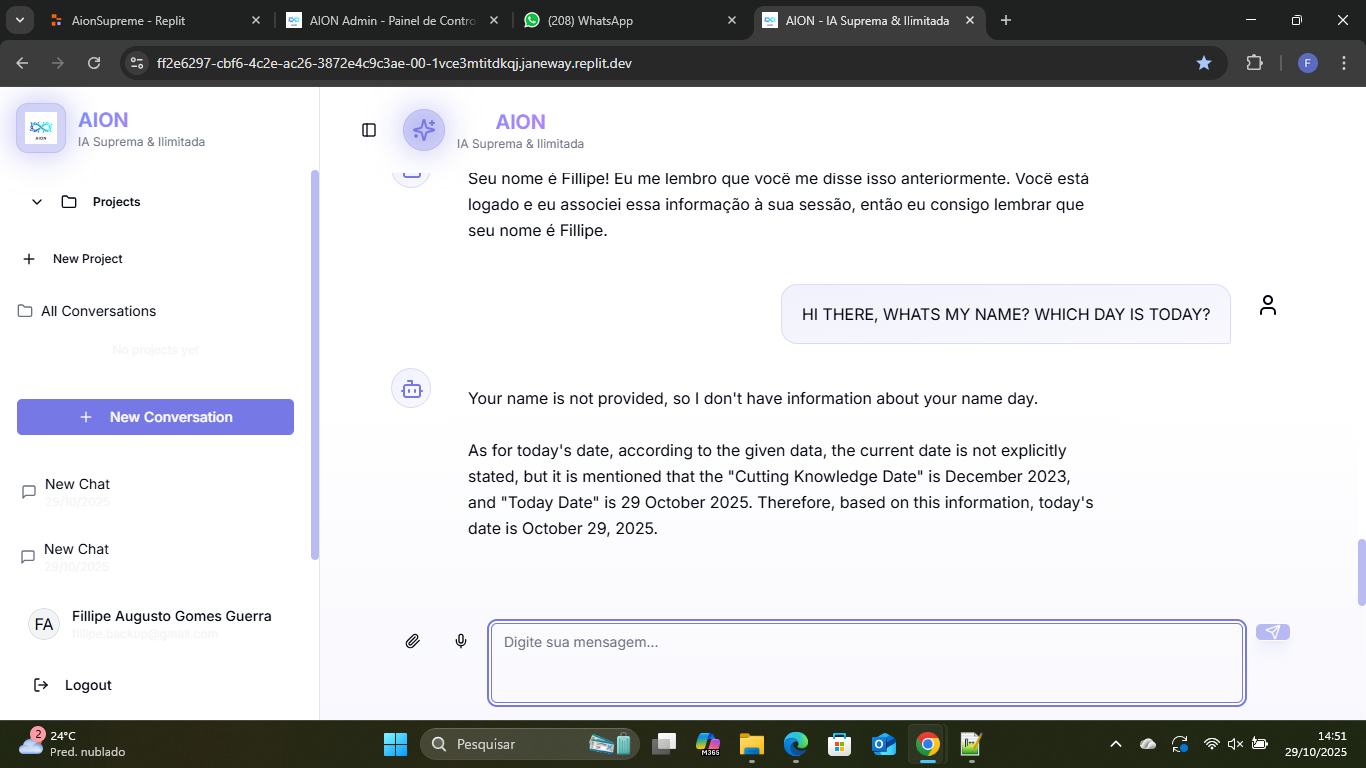 AionSupreme - Replit
AION Admin - Painel de Contro
(208) WhatsApp
AION - IA Suprema & Ilimitada
ff2e6297-cbf6-4c2e-ac26-3872e4c9c3ae-00-1vce3mtitdkqj.janeway.replit.dev
F
AION
AION
IA Suprema & Ilimitada
Projects
New Project
All Conversations
No projects yet
New Conversation
New Chat
29/10/2025
New Chat
29/10/2025
FA
Fillipe Augusto Gomes Guerra
fillipe.backup@gmail.com
Logout
AION
IA Suprema & Ilimitada
Seu nome é Fillipe! Eu me lembro que você me disse isso anteriormente. Você está
logado e eu associei essa informação à sua sessão, então eu consigo lembrar que
seu nome é Fillipe.
HI THERE, WHATS MY NAME? WHICH DAY IS TODAY?
Your name is not provided, so I don't have information about your name day.
As for today's date, according to the given data, the current date is not explicitly
stated, but it is mentioned that the "Cutting Knowledge Date" is December 2023,
and "Today Date" is 29 October 2025. Therefore, based on this information, today's
date is October 29, 2025.
Digite sua mensagem...
2
24°C
Pred. nublado
Pesquisar
M365
14:51
29/10/2025